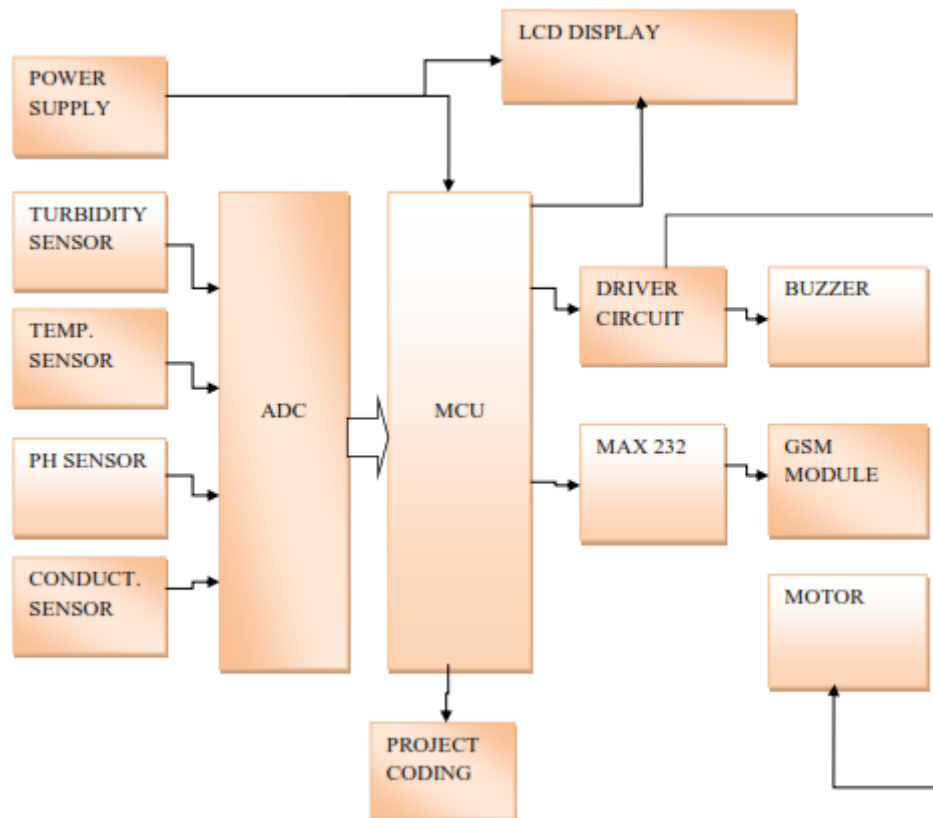 LCD DISPLAY
POWER
SUPPLY
TURBIDITY
SENSOR
TEMP.
SENSOR
PH SENSOR
CONDUCT.
SENSOR
ADC
MCU
DRIVER
CIRCUIT
BUZZER
MAX 232
GSM
MODULE
MOTOR
PROJECT
CODING